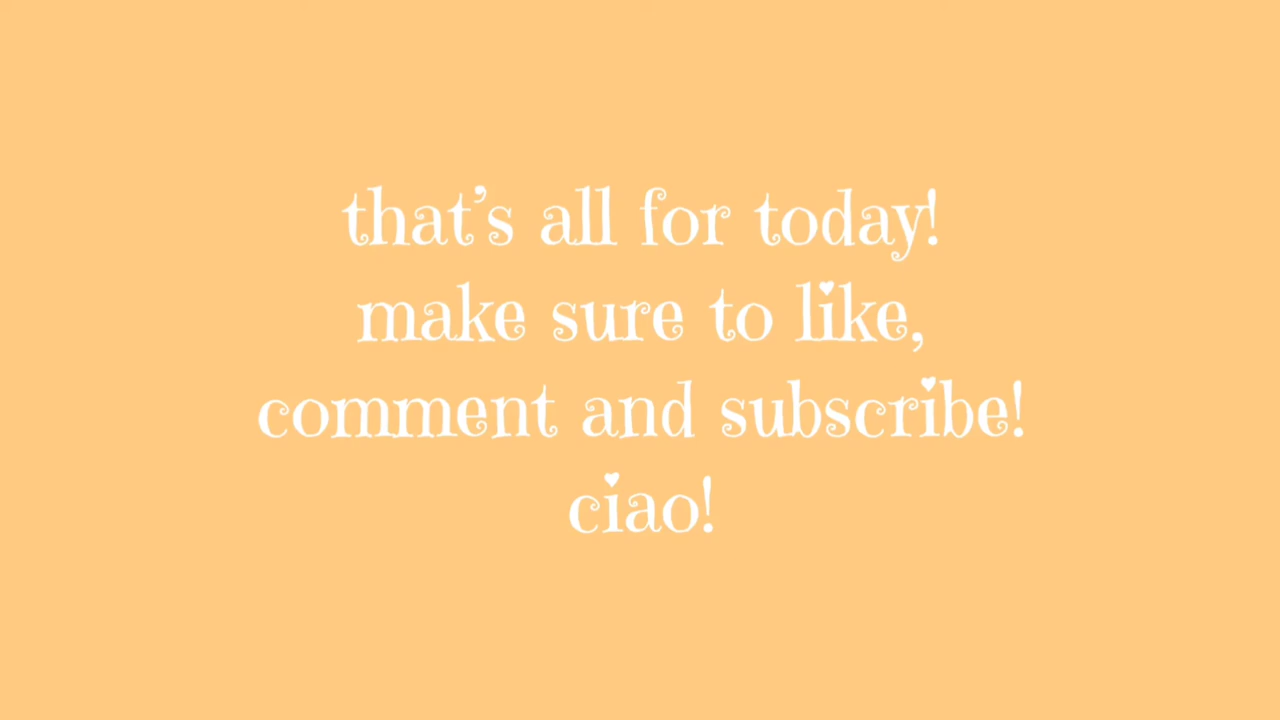 that's all for today!
make sure to like,
comment and subscribe!
ciao!